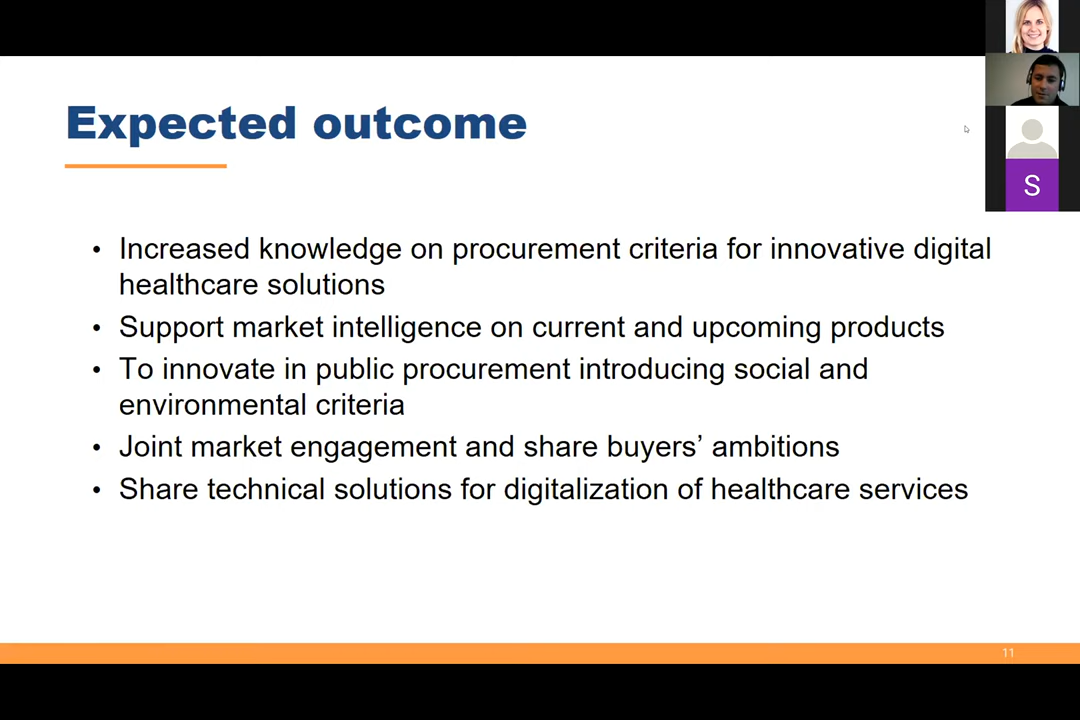 Expected outcome
S
• Increased knowledge on procurement criteria for innovative digital
healthcare solutions
• Support market intelligence on current and upcoming products
• To innovate in public procurement introducing social and
environmental criteria
• Joint market engagement and share buyers’ ambitions
• Share technical solutions for digitalization of healthcare services
11